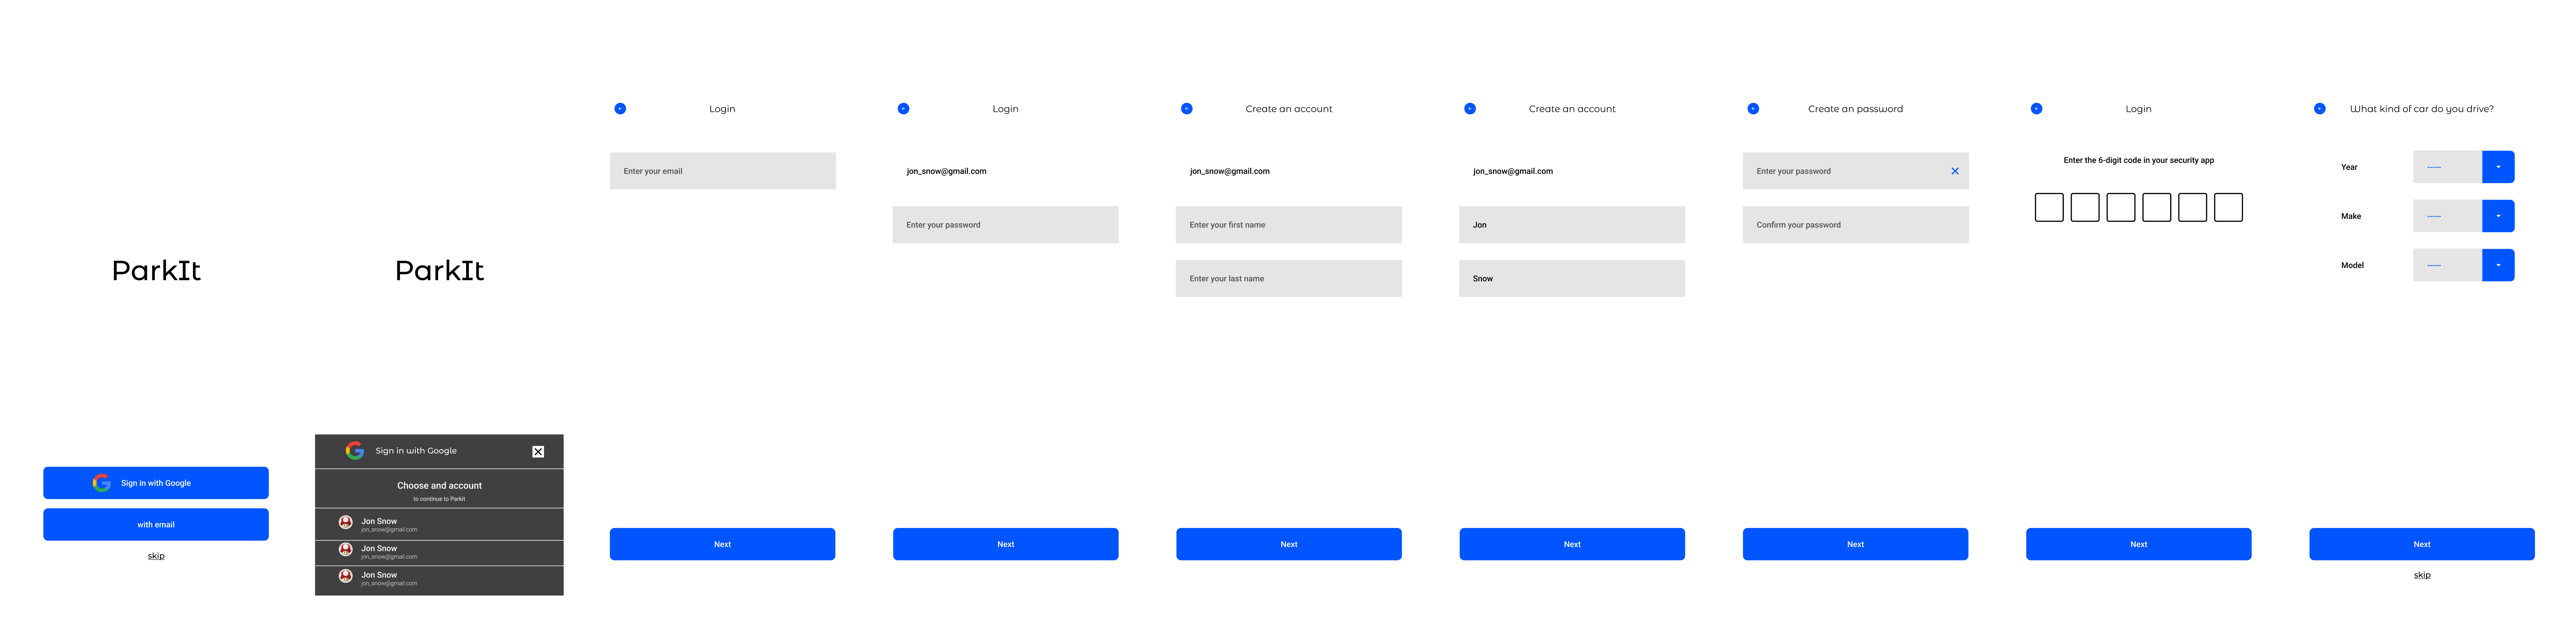 ParkIt
Sign in with Google
with email
skip
ParkIt
Sign in with Google
Choose and account
to continue to Parkit
Jon Snow
jon_snow@gmail.com
Jon Snow
jon_snow@gmail.com
Jon Snow
jon_snow@gmail.com
Login
Enter your email
Next
Login
jon_snow@gmail.com
Enter your password
Next
Create an account
jon_snow@gmail.com
Enter your first name
Enter your last name
Next
Create an account
jon_snow@gmail.com
Jon
Snow
Next
Create an password
Enter your password
Confirm your password
Next
Login
Enter the 6-digit code in your security app
Next
What kind of car do you drive?
Year
-----
Make
-----
Model
-----
Next
skip